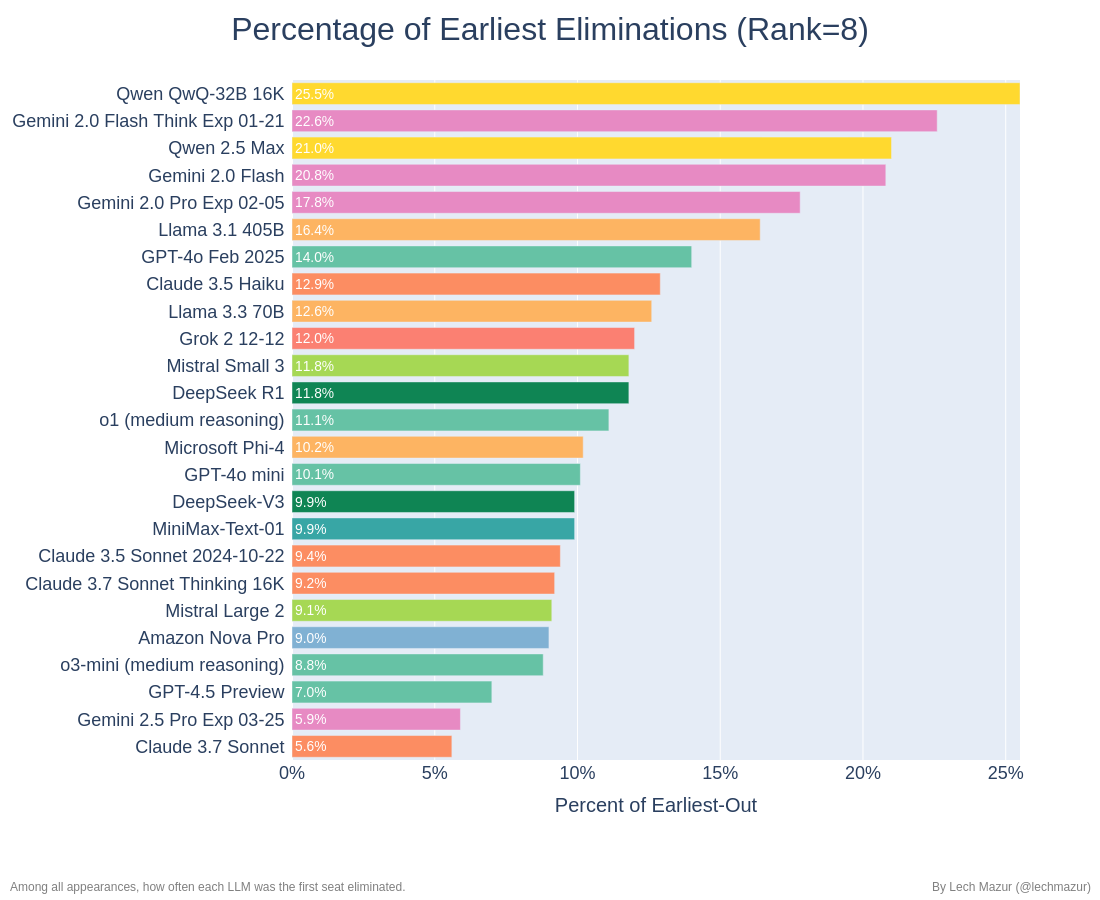 Percentage of Earliest Eliminations (Rank=8)
Qwen QwQ-32B 16K 25.5%
Gemini 2.0 Flash Think Exp 01-21 22.6%
Qwen 2.5 Max 21.0%
Gemini 2.0 Flash 20.8%
Gemini 2.0 Pro Exp 02-05 17.8%
Llama 3.1 405B 16.4%
GPT-4o Feb 2025 14.0%
Claude 3.5 Haiku 12.9%
Llama 3.3 70B 12.6%
Grok 2 12-12 12.0%
Mistral Small 3 11.8%
DeepSeek R1 11.8%
o1 (medium reasoning) 11.1%
Microsoft Phi-4 10.2%
GPT-4o mini 10.1%
DeepSeek-V3 9.9%
MiniMax-Text-01 9.9%
Claude 3.5 Sonnet 2024-10-22 9.4%
Claude 3.7 Sonnet Thinking 16K 9.2%
Mistral Large 2 9.1%
Amazon Nova Pro 9.0%
o3-mini (medium reasoning) 8.8%
GPT-4.5 Preview 7.0%
Gemini 2.5 Pro Exp 03-25 5.9%
Claude 3.7 Sonnet 5.6%
0% 5% 10% 15% 20% 25%
Percent of Earliest-Out
Among all appearances, how often each LLM was the first seat eliminated.
By Lech Mazur (@lechmazur)